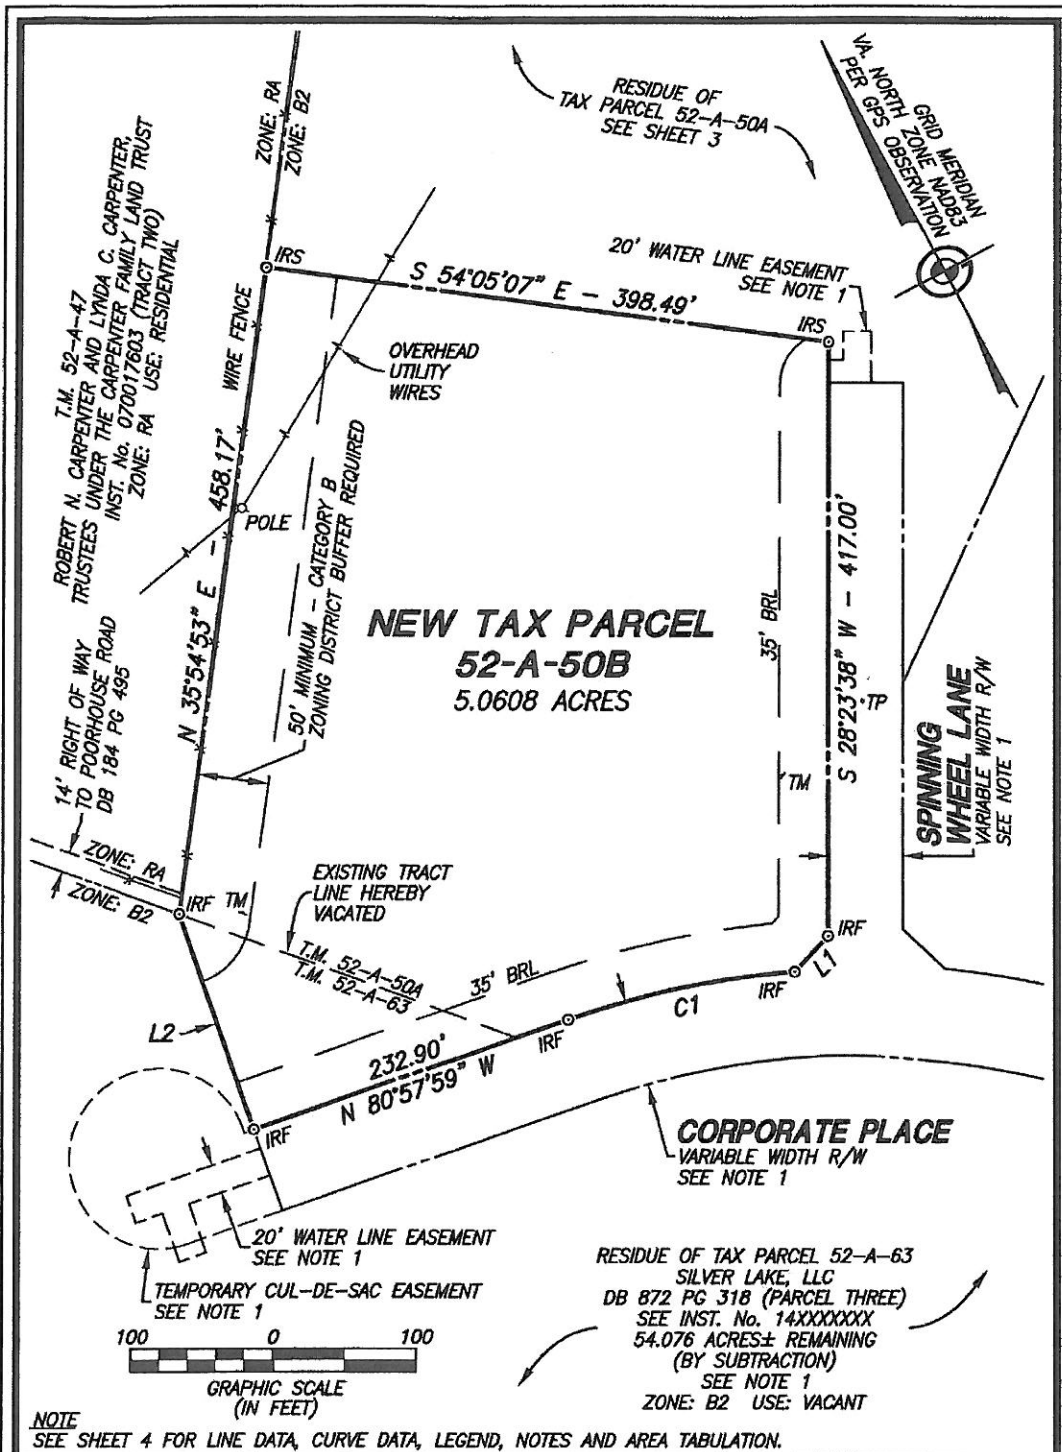 RESIDUE OF
TAX PARCEL 52-A-50A
SEE SHEET 3
GRID MERIDIAN
VA. NORTH ZONE NAD83
PER GPS OBSERVATION
ZONE: RA
ZONE: B2
T.M. 52-A-47
ROBERT N. CARPENTER AND LYNDA C. CARPENTER,
TRUSTEES UNDER THE CARPENTER FAMILY LAND TRUST
INST. No. 070017603 (TRACT TWO)
ZONE: RA USE: RESIDENTIAL
IRS
S 54°05'07" E - 398.49'
20' WATER LINE EASEMENT
SEE NOTE 1
IRS
WIRE FENCE
OVERHEAD
UTILITY
WIRES
N 35°54'53" E - 458.17'
POLE
50' MINIMUM - CATEGORY B
ZONING DISTRICT BUFFER REQUIRED
NEW TAX PARCEL
52-A-50B
5.0608 ACRES
35' BRL
S 28°23'38" W - 417.00'
TP
TM
SPINNING
WHEEL LANE
VARIABLE WIDTH R/W
SEE NOTE 1
14' RIGHT OF WAY
TO POORHOUSE ROAD
DB 184 PG 495
ZONE: RA
ZONE: B2
IRF
TM
EXISTING TRACT
LINE HEREBY
VACATED
T.M. 52-A-50A
T.M. 52-A-63
35' BRL
IRF
L1
IRF
C1
IRF
L2
232.90'
N 80°57'59" W
IRF
CORPORATE PLACE
VARIABLE WIDTH R/W
SEE NOTE 1
20' WATER LINE EASEMENT
SEE NOTE 1
TEMPORARY CUL-DE-SAC EASEMENT
SEE NOTE 1
RESIDUE OF TAX PARCEL 52-A-63
SILVER LAKE, LLC
DB 872 PG 318 (PARCEL THREE)
SEE INST. No. 14XXXXXXX
54.076 ACRES± REMAINING
(BY SUBTRACTION)
SEE NOTE 1
ZONE: B2 USE: VACANT
100 0 100
GRAPHIC SCALE
(IN FEET)
NOTE
SEE SHEET 4 FOR LINE DATA, CURVE DATA, LEGEND, NOTES AND AREA TABULATION.